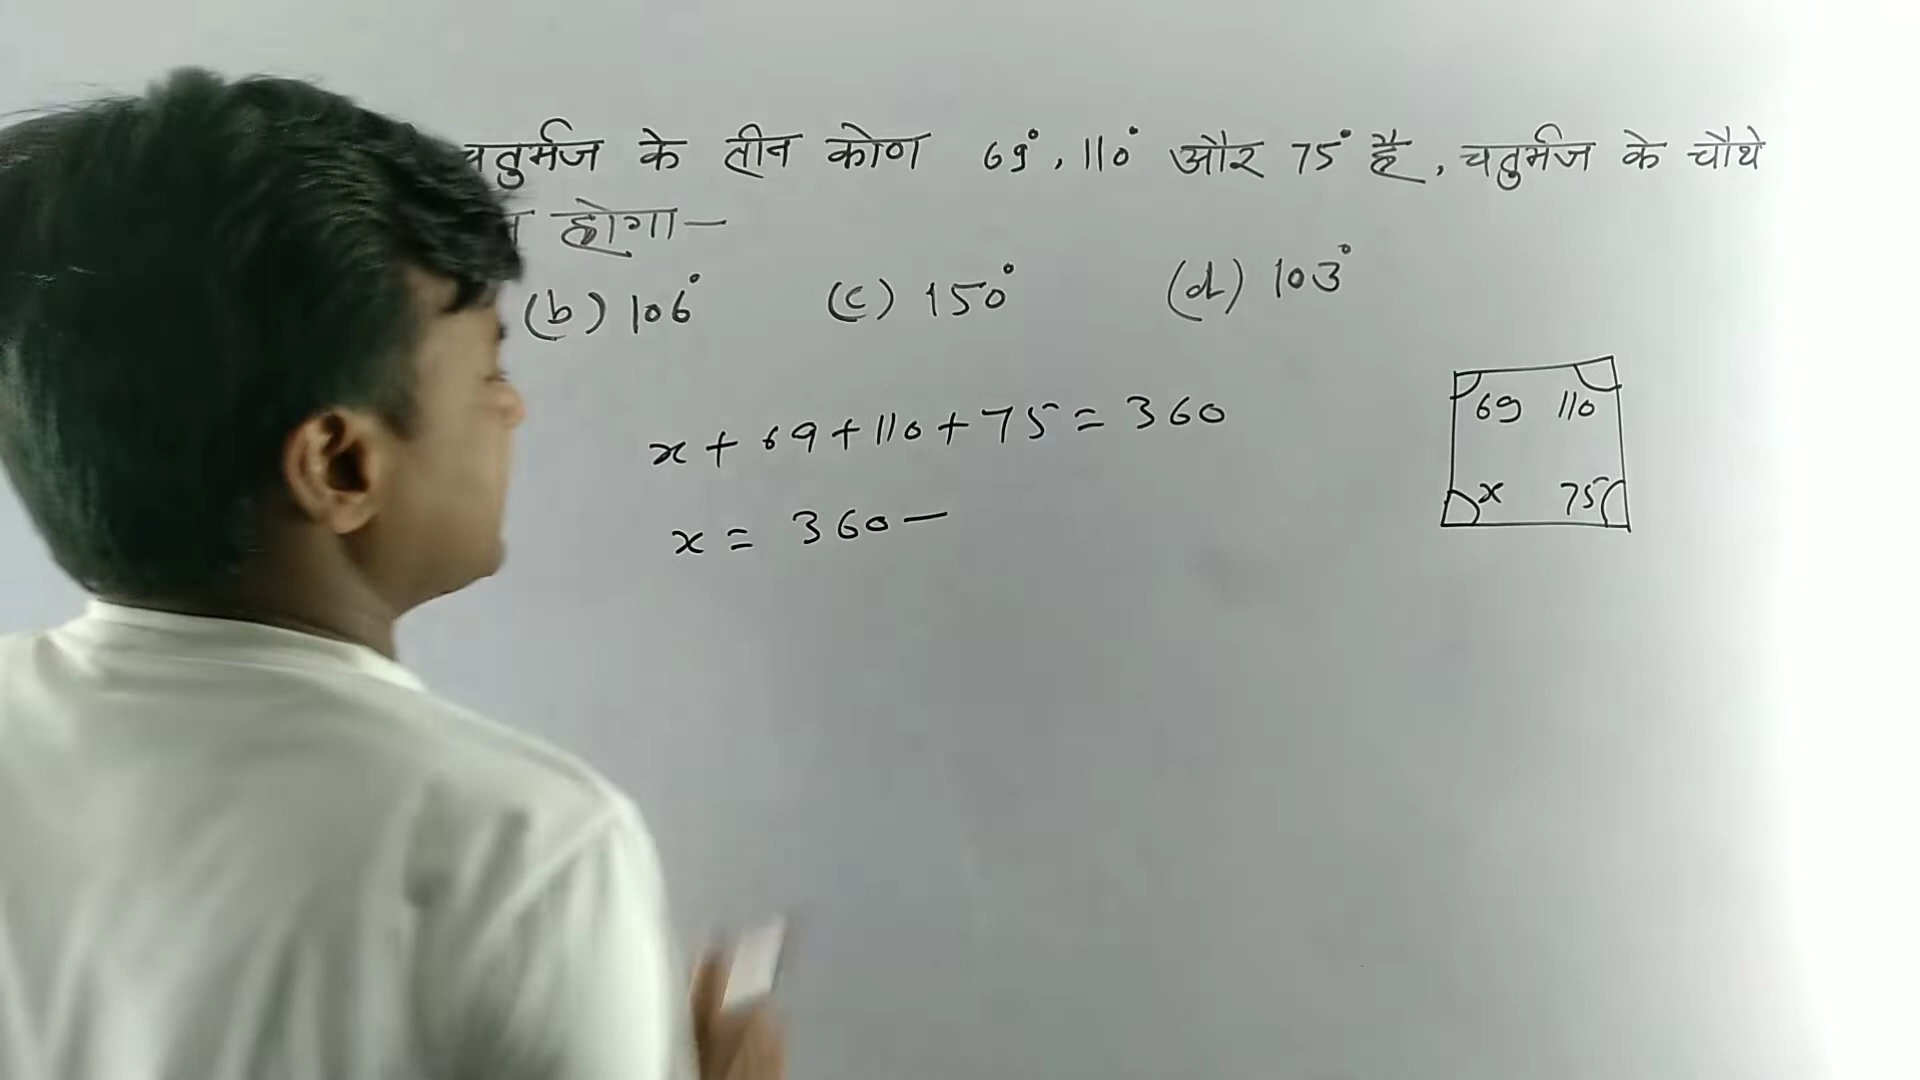 चतुर्भुज के तीन कोण 69°, 110° और 75° है, चतुर्भुज के चौथे
होगा—
(b) 106° (c) 150° (d) 103°
x + 69 + 110 + 75 = 360
x = 360 —
69 110
x 75